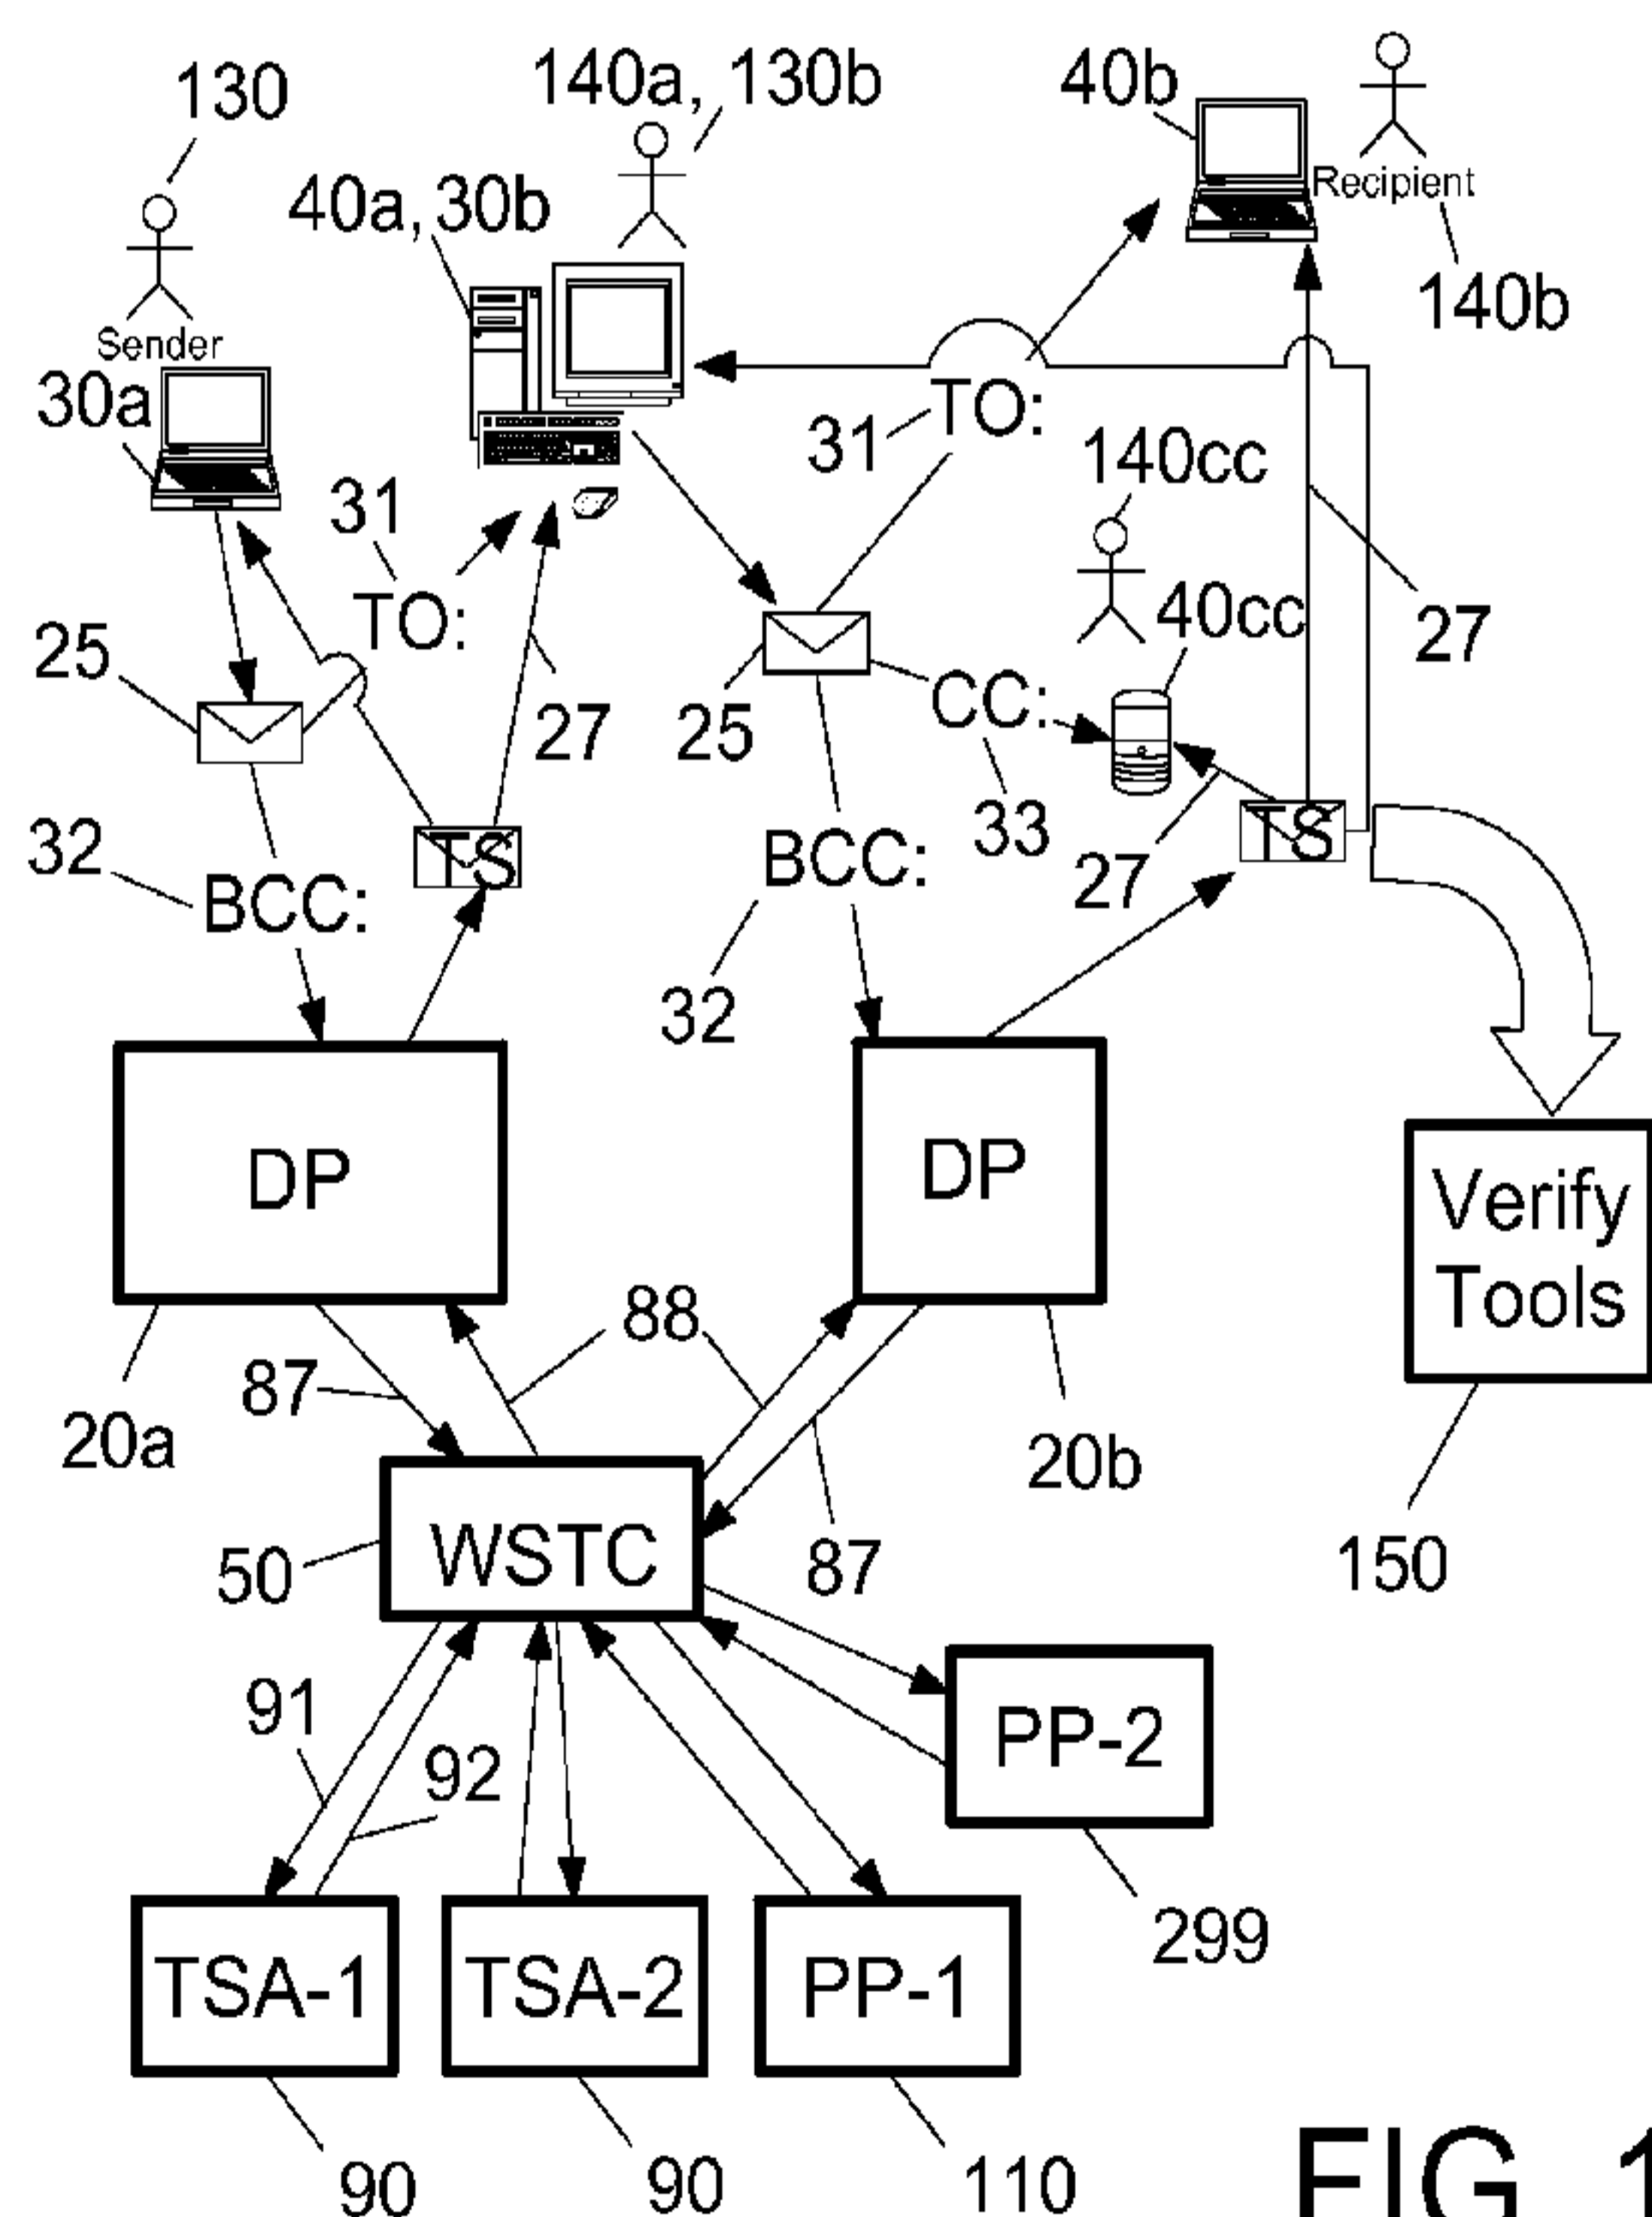 130
140a, 130b
40b
40a, 30b
Recipient
140b
Sender
30a
31
TO:
31
TO:
140cc
40cc
27
25
27
25
CC:
33
32
BCC:
TS
BCC:
27
TS
32
DP
DP
Verify
Tools
88
87
20a
20b
50
WSTC
87
150
91
92
PP-2
299
TSA-1
TSA-2
PP-1
90
90
110
FIG. 1